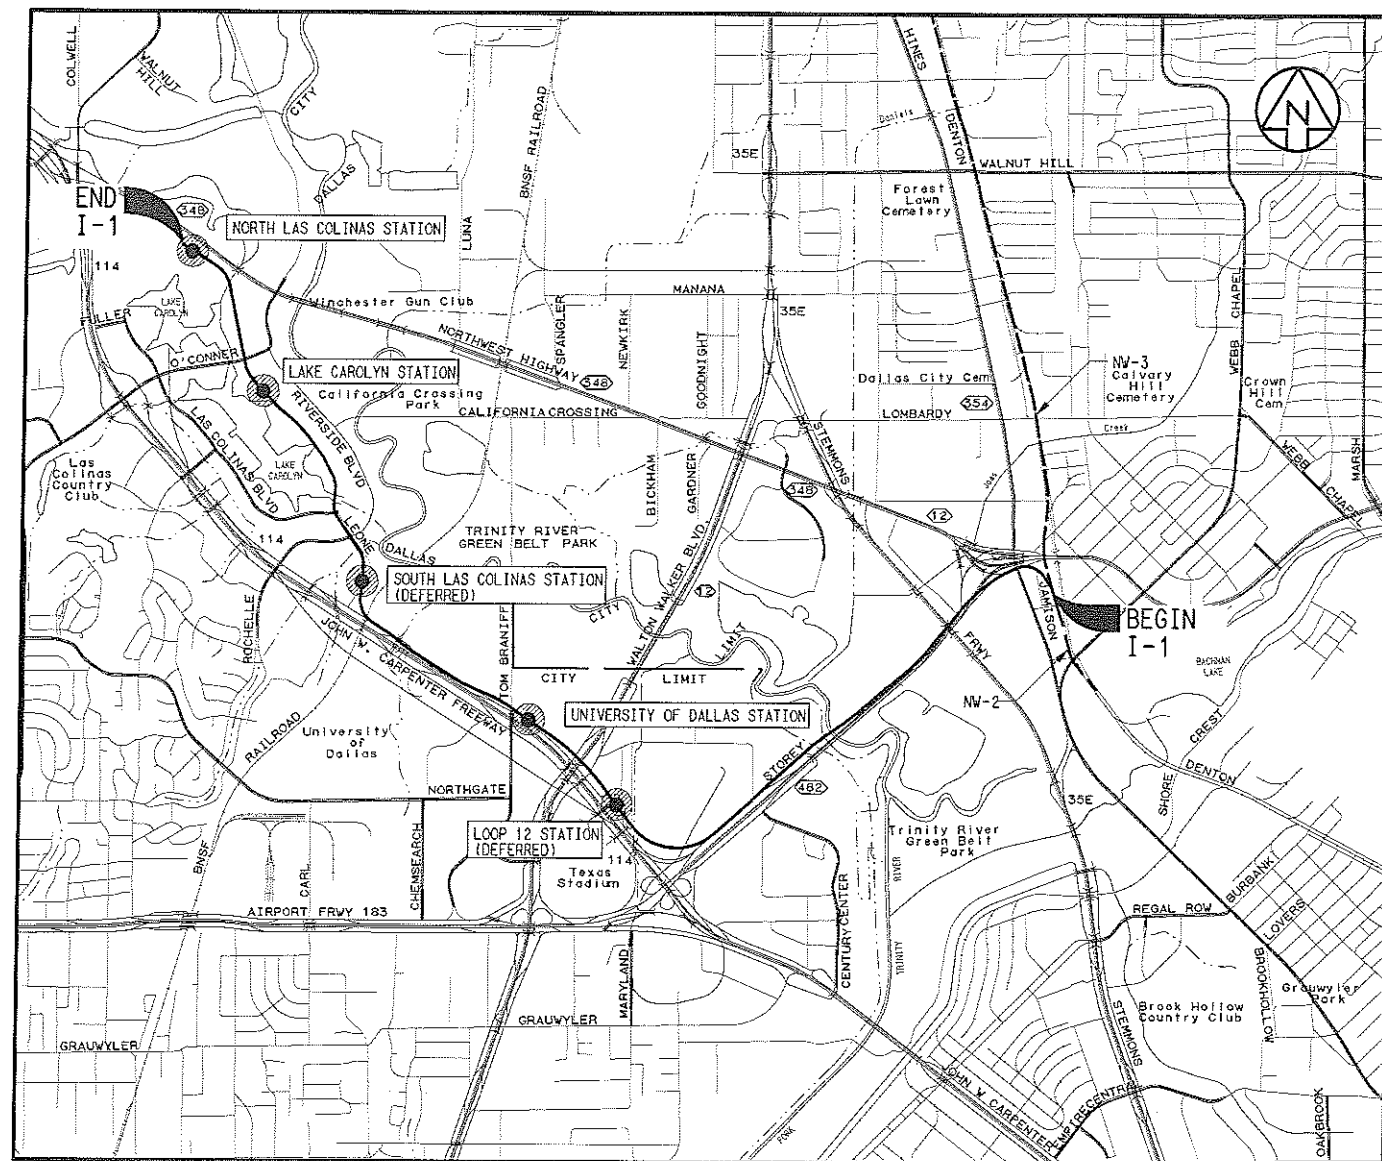 COLWELL
WALNUT
HILL
CITY
DALLAS
LUNA
BNSF RAILROAD
35E
HINES
DENTON
Daniels
WALNUT HILL
N
Forest
Lawn
Cemetery
END
I-1
348
NORTH LAS COLINAS STATION
114
LAKE
CAROLYN
FULLER
O'CONNER
Winchester Gun Club
MANANA
35E
NORTHWEST HIGHWAY
348
SPANGLER
NEWKIRK
GOODNIGHT
WEBB CHAPEL
NW-3
Calvary
Hill
Cemetery
Crown
Hill
Cem
LAKE CAROLYN STATION
California Crossing
Park
CALIFORNIA CROSSING
Dallas City Cem
354
LOMBARDY
Creek
Joes
RIVERSIDE BLVD
LAS COLINAS BLVD
LAKE
CAROLYN
Las
Colinas
Country
Club
STEMMONS
BICKHAM
GARDNER
348
12
WEBB CHAPEL
MARSH
114
LEONE
DALLAS
TRINITY RIVER
GREEN BELT PARK
SOUTH LAS COLINAS STATION
(DEFERRED)
CITY
WALTON WALKER BLVD.
12
LIMIT
JAMISON
BEGIN
I-1
FRWY
ROCHELLE
JOHN W. CARPENTER FREEWAY
TOM BRANIFF
CITY LIMIT
BACHMAN
LAKE
NW-2
UNIVERSITY OF DALLAS STATION
University
of
Dallas
RAILROAD
BNSF
STOREY
482
CREST
SHORE
DENTON
NORTHGATE
35E
CHEMSEARCH
LOOP 12 STATION
(DEFERRED)
114
Texas
Stadium
Trinity River
Green Belt
Park
RIVER
TRINITY
CARL
AIRPORT FRWY 183
CENTURY CENTER
REGAL ROW
BURBANK
LOVERS
MARYLAND
GRAUWYLER
GRAUWYLER
Brook Hollow
Country Club
BROOKHOLLOW
Grauwyler
Park
STEMMONS
JOHN W CARPENTER
EMPIRECENTRAL
FORK
OAKBROOK